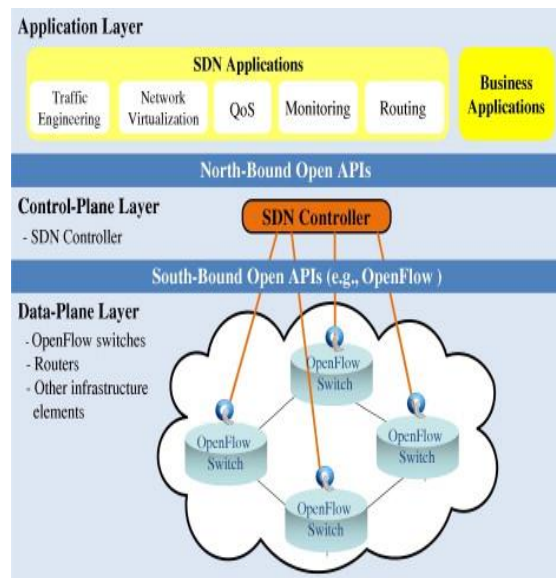 Application Layer
SDN Applications
Traffic
Engineering
Network
Virtualization
QoS
Monitoring
Routing
Business
Applications
North-Bound Open APIs
Control-Plane Layer
- SDN Controller
SDN Controller
South-Bound Open APIs (e.g., OpenFlow )
Data-Plane Layer
- OpenFlow switches
- Routers
- Other infrastructure
elements
OpenFlow
Switch
OpenFlow
Switch
OpenFlow
Switch
OpenFlow
Switch